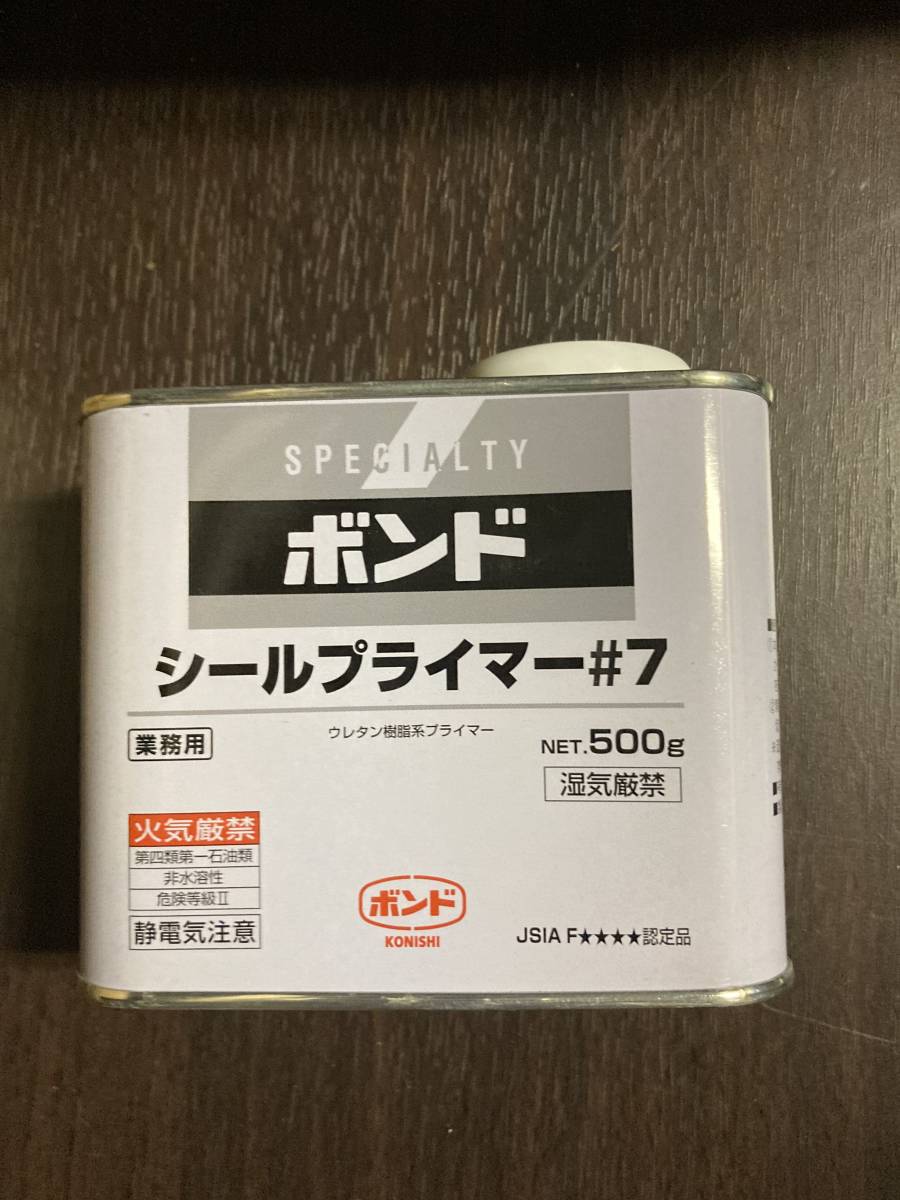 SPECIALTY
ボンド
シールプライマー#7
ウレタン樹脂系プライマー
業務用
NET.500g
湿気厳禁
火気厳禁
第四類第一石油類
非水溶性
危険等級Ⅱ
静電気注意
ボンド
KONISHI
JSIA F★★★★認定品